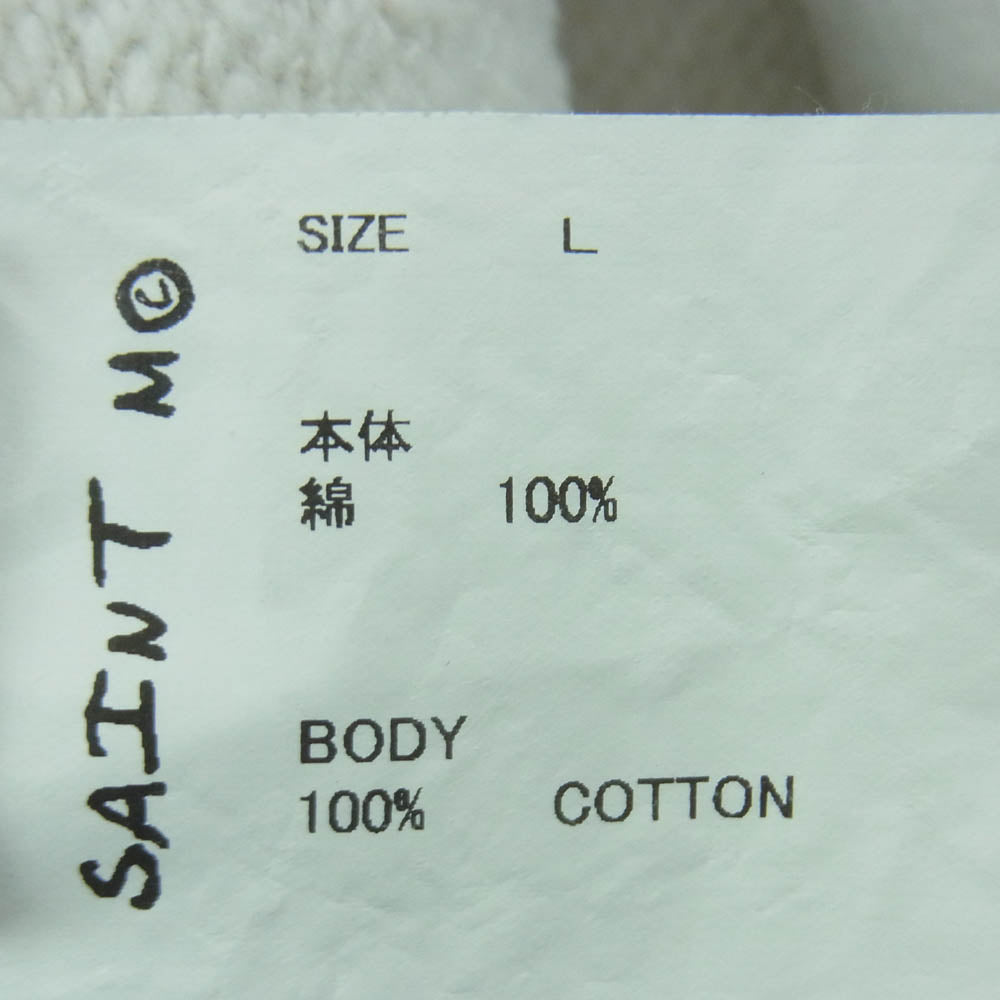 SAINT M©
SIZE L
本体
綿 100%
BODY
100% COTTON